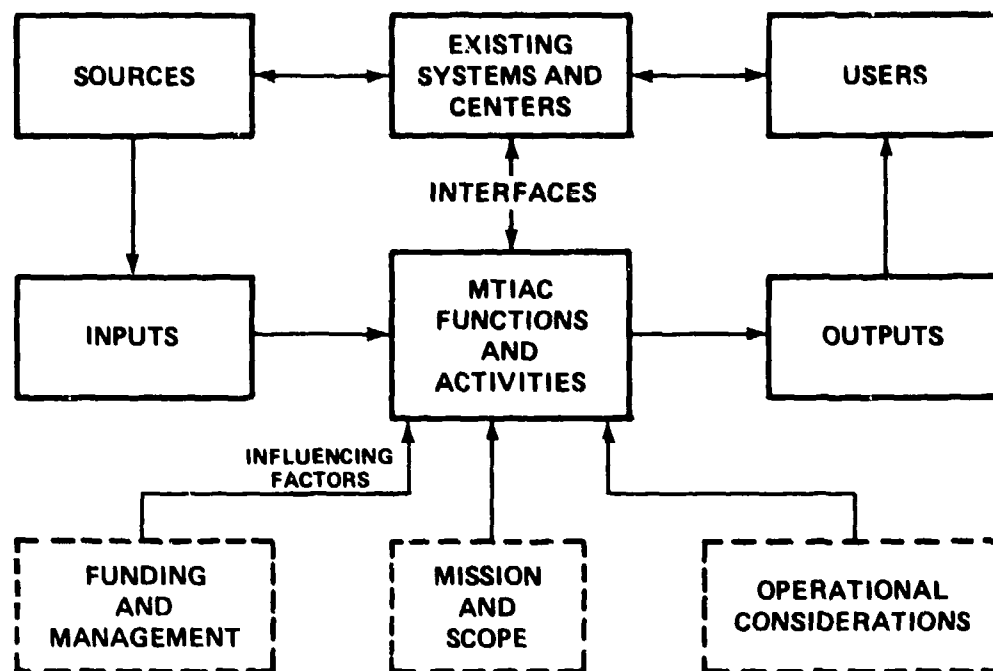 SOURCES
EXISTING
SYSTEMS AND
CENTERS
USERS
INTERFACES
INPUTS
MTIAC
FUNCTIONS
AND
ACTIVITIES
OUTPUTS
INFLUENCING
FACTORS
FUNDING
AND
MANAGEMENT
MISSION
AND
SCOPE
OPERATIONAL
CONSIDERATIONS